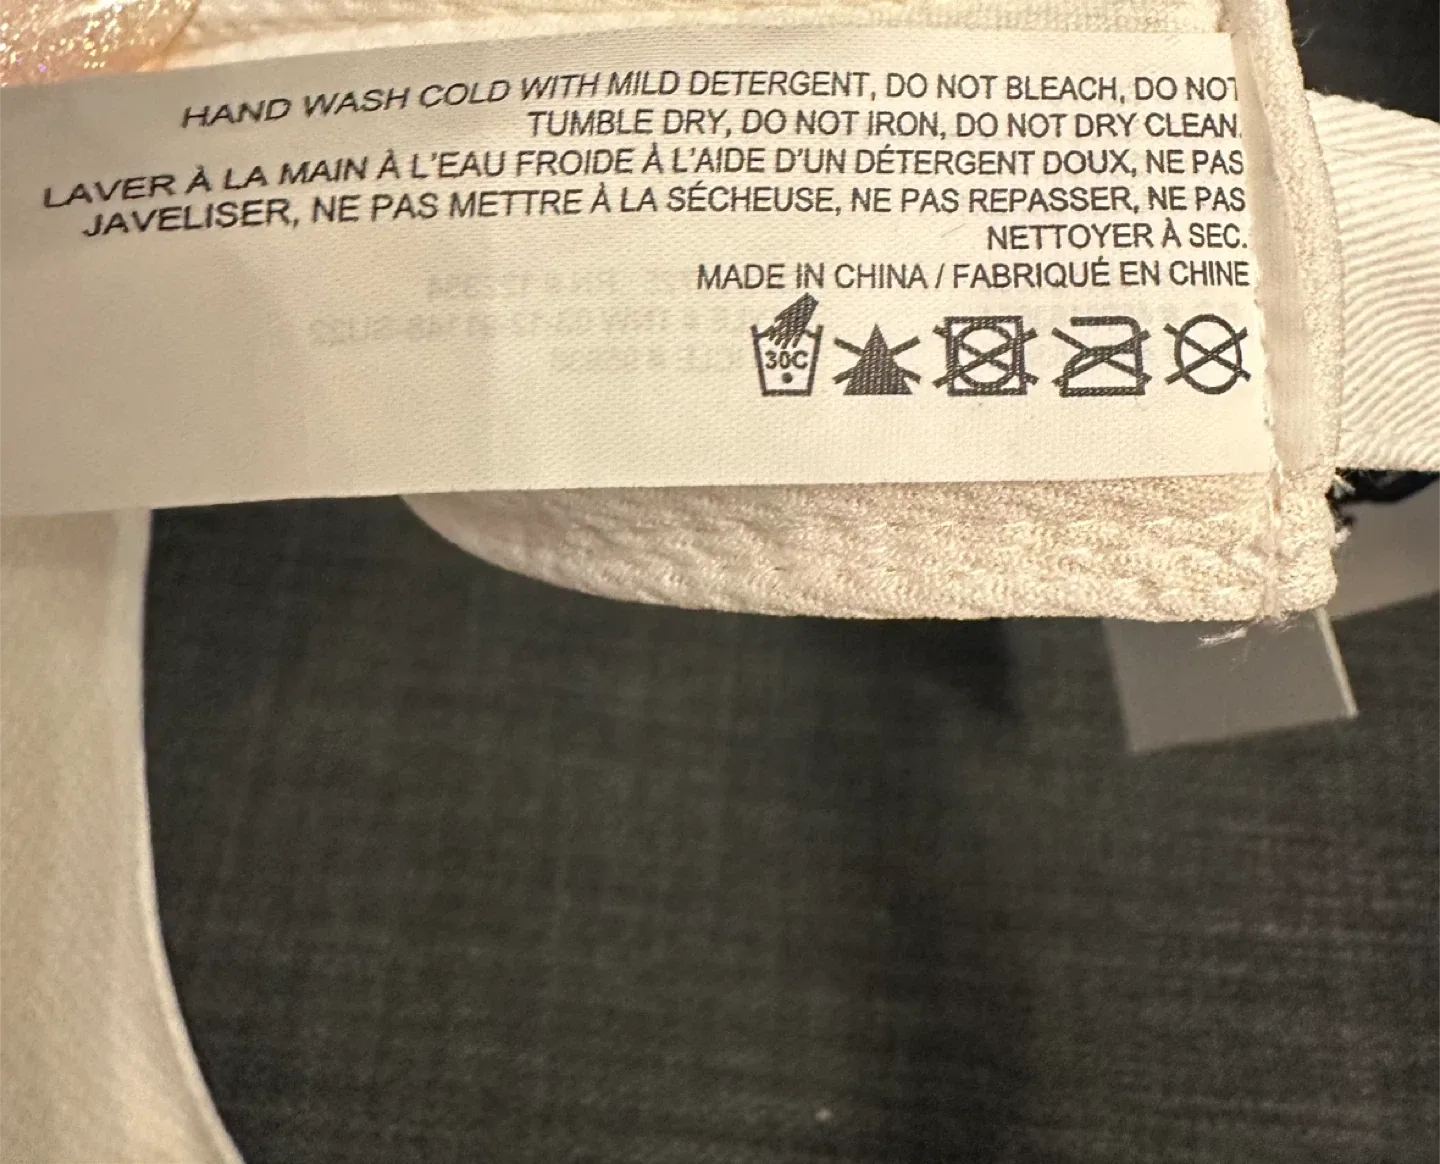 HAND WASH COLD WITH MILD DETERGENT, DO NOT BLEACH, DO NOT
TUMBLE DRY, DO NOT IRON, DO NOT DRY CLEAN.
LAVER À LA MAIN À L'EAU FROIDE À L'AIDE D'UN DÉTERGENT DOUX, NE PAS
JAVELISER, NE PAS METTRE À LA SÉCHEUSE, NE PAS REPASSER, NE PAS
NETTOYER À SEC.
MADE IN CHINA / FABRIQUÉ EN CHINE
30C